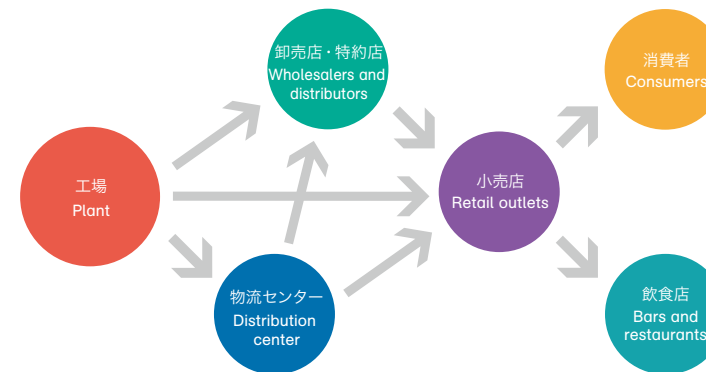 卸売店・特約店
Wholesalers and
distributors
消費者
Consumers
工場
Plant
小売店
Retail outlets
物流センター
Distribution
center
飲食店
Bars and
restaurants